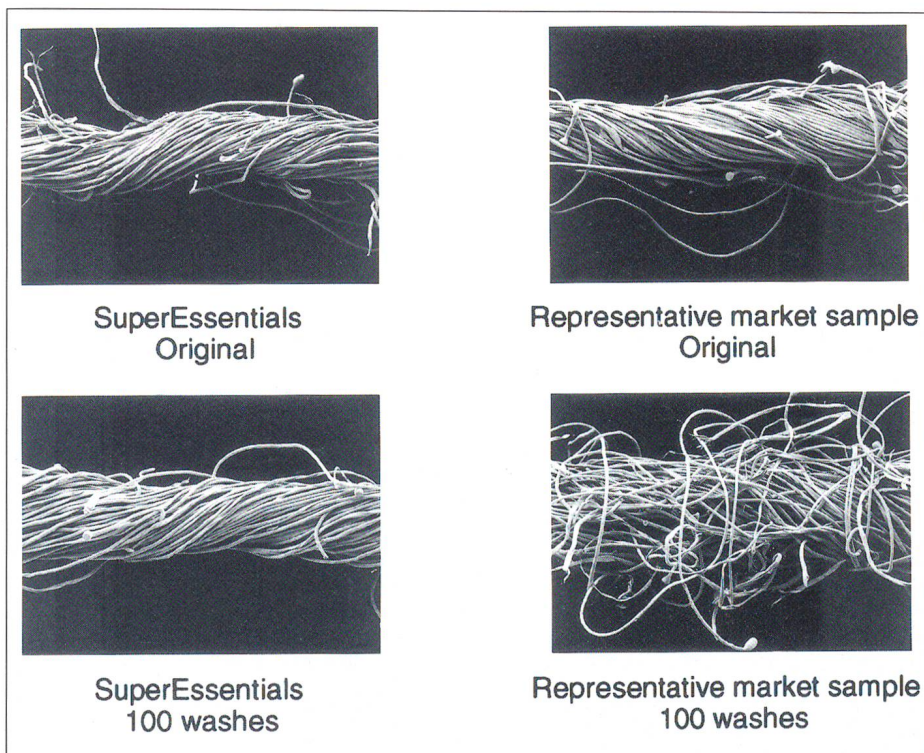 SuperEssentials
Original
Representative market sample
Original
SuperEssentials
100 washes
Representative market sample
100 washes